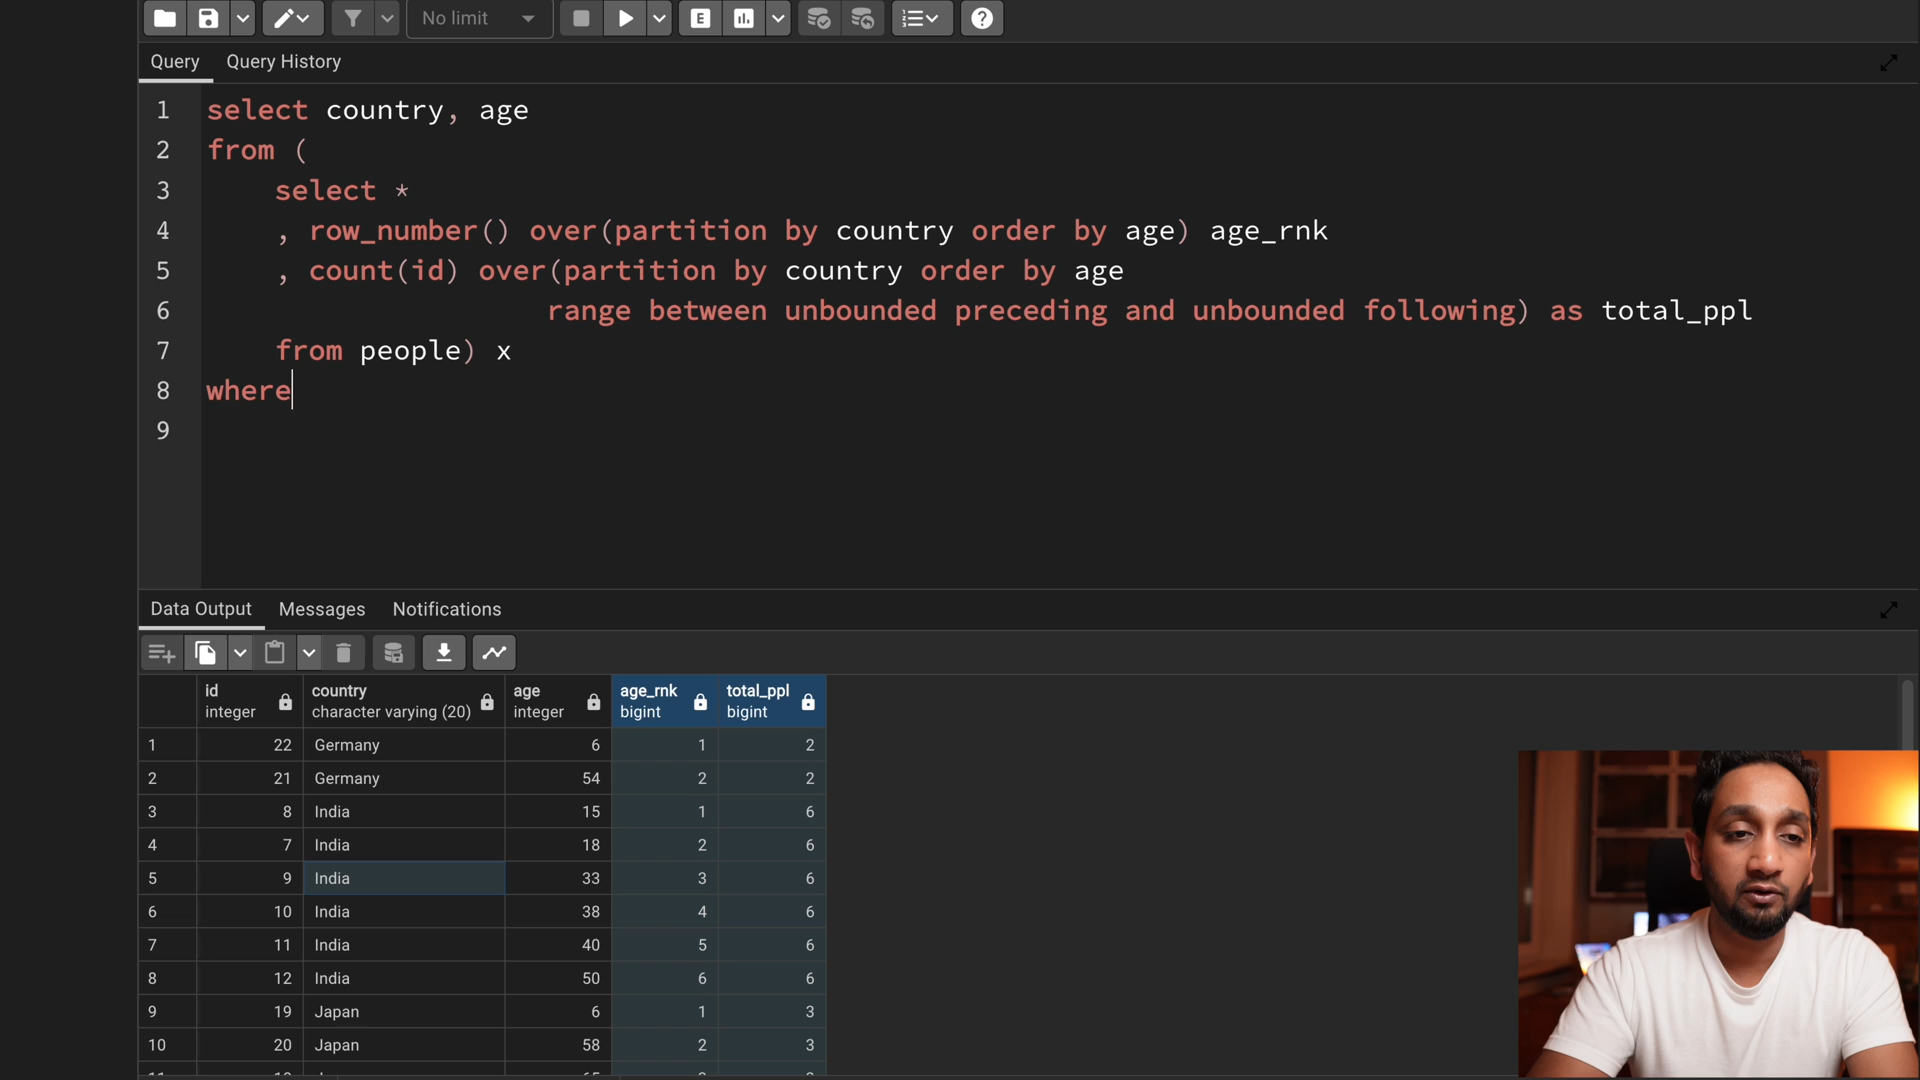 No limit
E
?
Query Query History
1 select country, age
2 from (
3 select *
4 , row_number() over(partition by country order by age) age_rnk
5 , count(id) over(partition by country order by age
6 range between unbounded preceding and unbounded following) as total_ppl
7 from people) x
8 where
9
Data Output Messages Notifications
id country age age_rnk total_ppl
integer character varying (20) integer bigint bigint
1 22 Germany 6 1 2
2 21 Germany 54 2 2
3 8 India 15 1 6
4 7 India 18 2 6
5 9 India 33 3 6
6 10 India 38 4 6
7 11 India 40 5 6
8 12 India 50 6 6
9 19 Japan 6 1 3
10 20 Japan 58 2 3